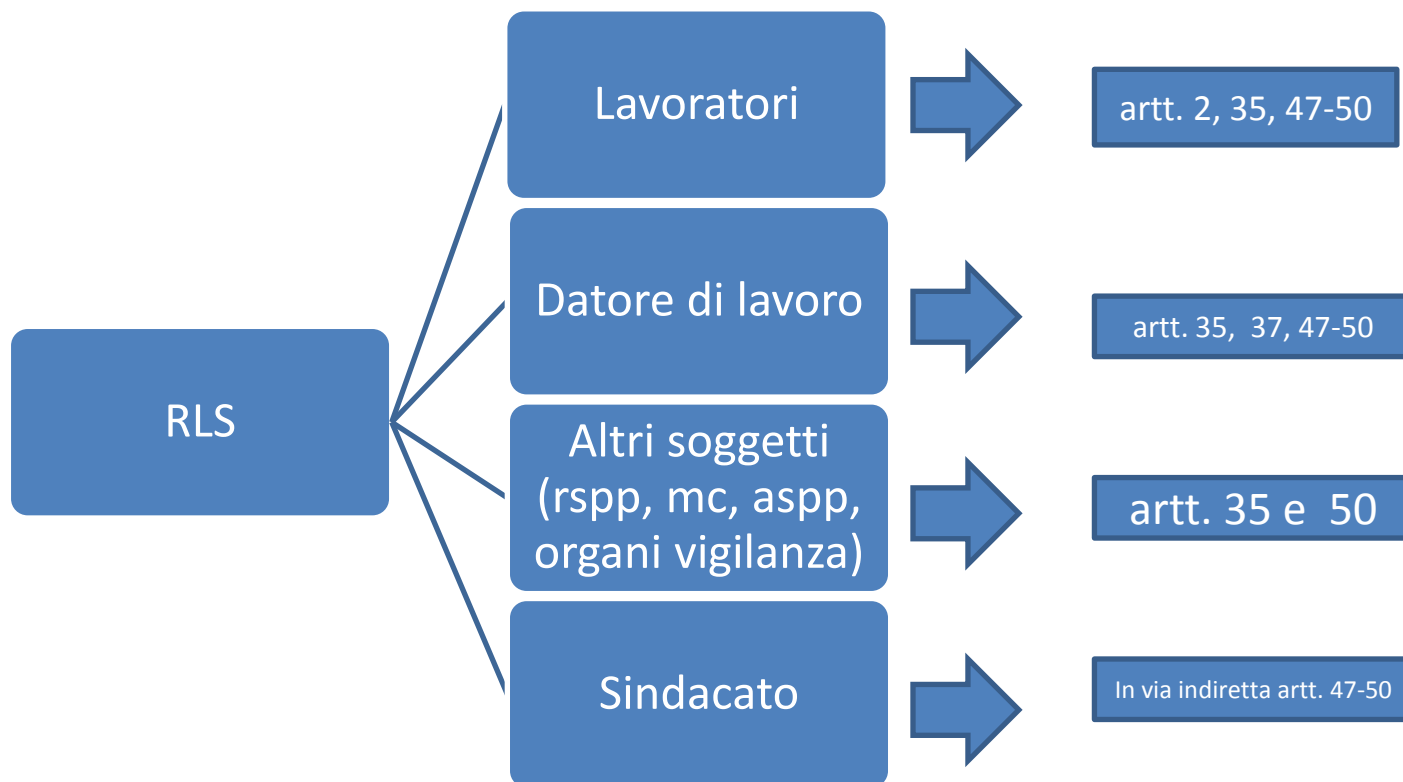 RLS
Lavoratori
artt. 2, 35, 47-50
Datore di lavoro
artt. 35, 37, 47-50
Altri soggetti
(rspp, mc, aspp,
organi vigilanza)
artt. 35 e 50
Sindacato
In via indiretta artt. 47-50